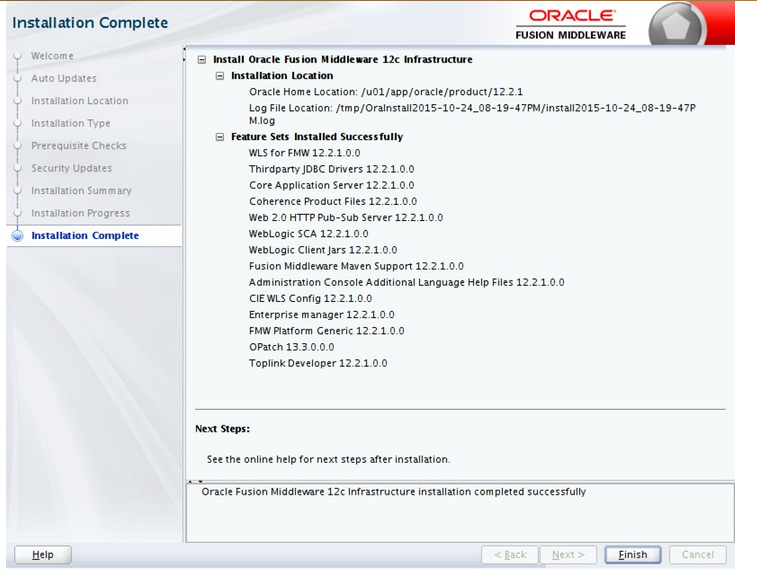 Installation Complete
ORACLE
FUSION MIDDLEWARE
Welcome
Auto Updates
Installation Location
Installation Type
Prerequisite Checks
Security Updates
Installation Summary
Installation Progress
Installation Complete
Install Oracle Fusion Middleware 12c Infrastructure
Installation Location
Oracle Home Location: /u01/app/oracle/product/12.2.1
Log File Location: /tmp/OraInstall2015-10-24_08-19-47PM/install2015-10-24_08-19-47P
M.log
Feature Sets Installed Successfully
WLS for FMW 12.2.1.0.0
Thirdparty JDBC Drivers 12.2.1.0.0
Core Application Server 12.2.1.0.0
Coherence Product Files 12.2.1.0.0
Web 2.0 HTTP Pub-Sub Server 12.2.1.0.0
WebLogic SCA 12.2.1.0.0
WebLogic Client Jars 12.2.1.0.0
Fusion Middleware Maven Support 12.2.1.0.0
Administration Console Additional Language Help Files 12.2.1.0.0
CIE WLS Config 12.2.1.0.0
Enterprise manager 12.2.1.0.0
FMW Platform Generic 12.2.1.0.0
OPatch 13.3.0.0.0
Toplink Developer 12.2.1.0.0
Next Steps:
See the online help for next steps after installation.
Oracle Fusion Middleware 12c Infrastructure installation completed successfully
Help
< Back
Next >
Finish
Cancel